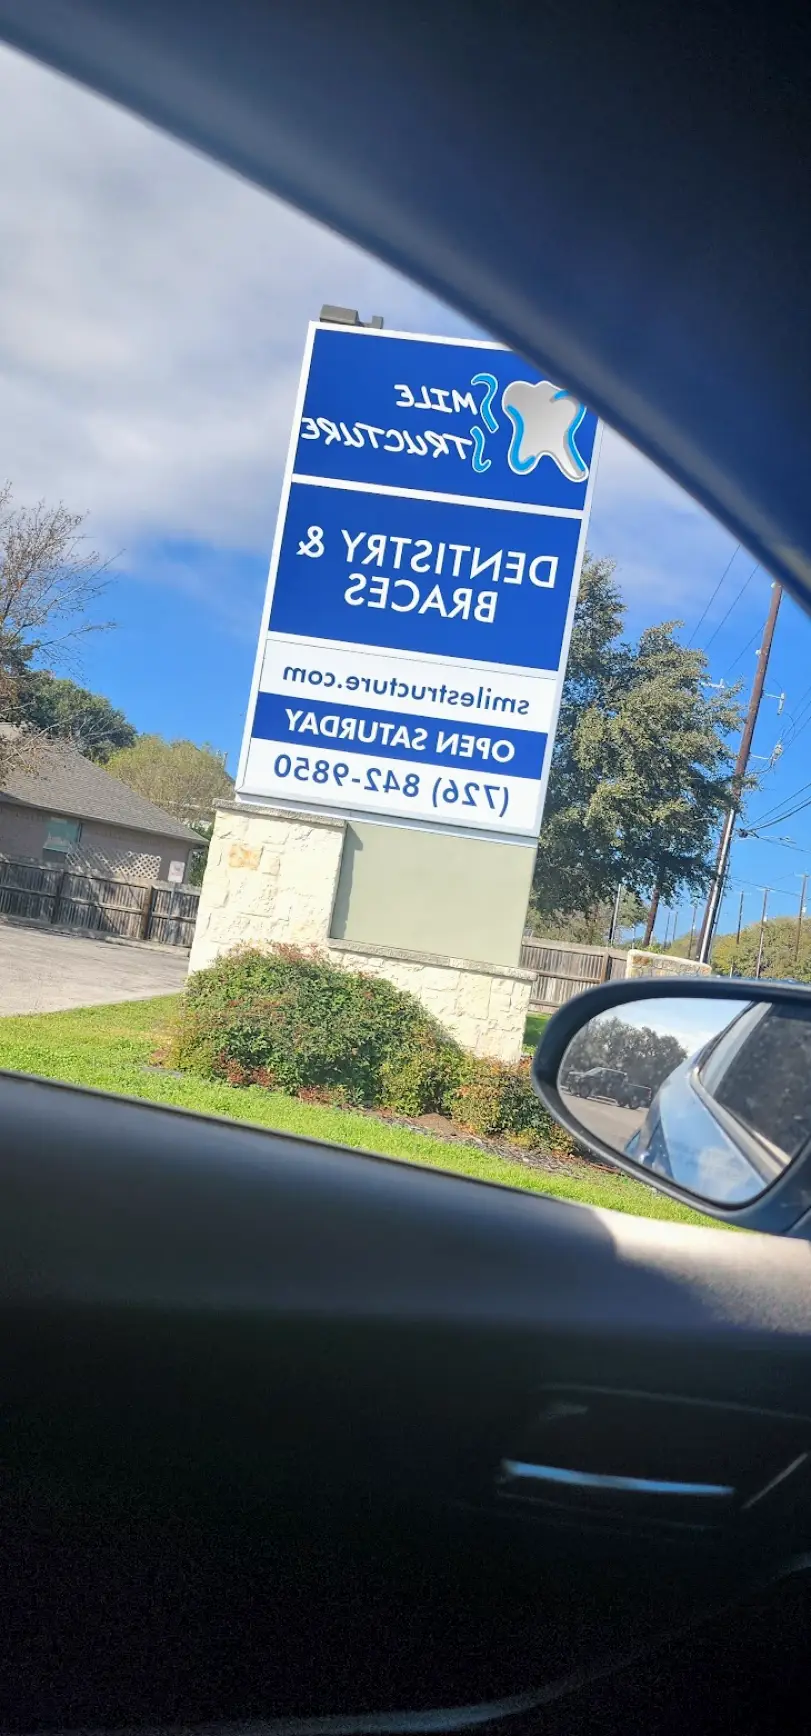 SMILE
STRUCTURE
DENTISTRY &
BRACES
smilestructure.com
OPEN SATURDAY
(726) 842-9850